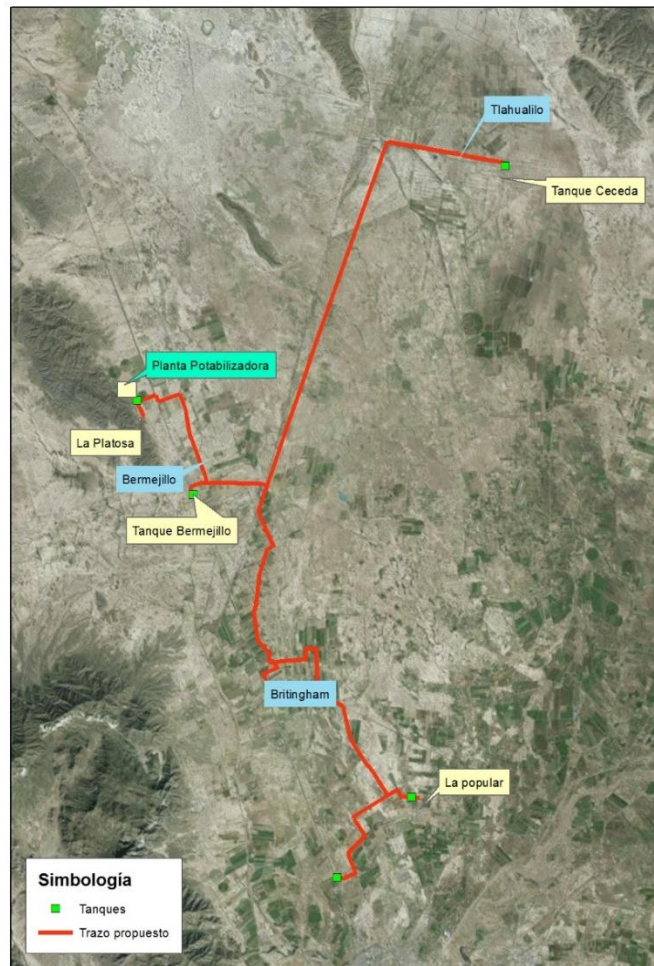 Tlahualilo
Tanque Ceceda
Planta Potabilizadora
La Platosa
Bermejillo
Tanque Bermejillo
Britingham
La popular
Simbología
Tanques
Trazo propuesto